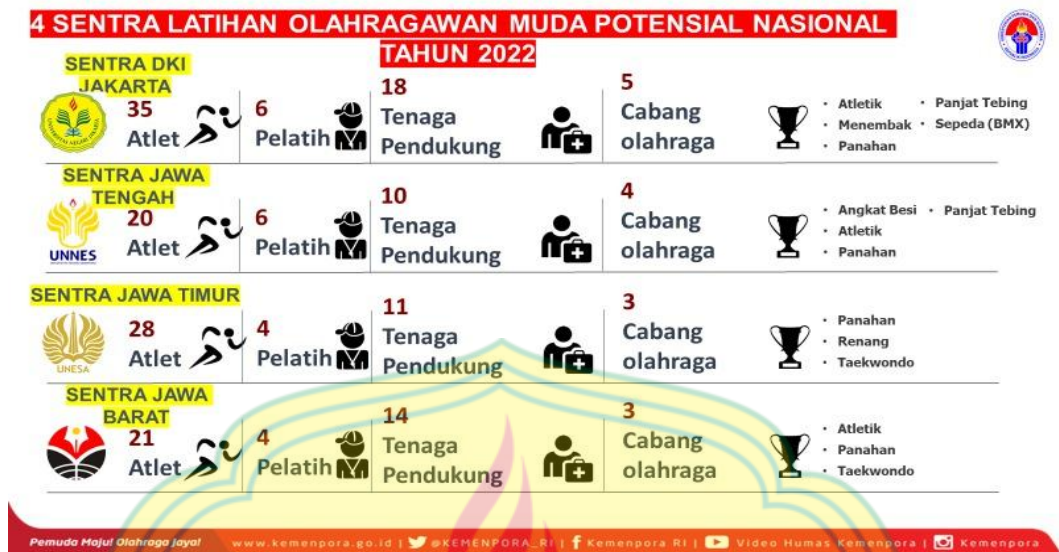 4 SENTRA LATIHAN OLAHRAGAWAN MUDA POTENSIAL NASIONAL
TAHUN 2022
SENTRA DKI
JAKARTA
35
Atlet
6
Pelatih
18
Tenaga
Pendukung
5
Cabang
olahraga
• Atletik
• Menembak
• Panahan
• Panjat Tebing
• Sepeda (BMX)
SENTRA JAWA
TENGAH
UNNES
20
Atlet
6
Pelatih
10
Tenaga
Pendukung
4
Cabang
olahraga
• Angkat Besi
• Atletik
• Panahan
• Panjat Tebing
SENTRA JAWA TIMUR
UNESA
28
Atlet
4
Pelatih
11
Tenaga
Pendukung
3
Cabang
olahraga
• Panahan
• Renang
• Taekwondo
SENTRA JAWA
BARAT
21
Atlet
4
Pelatih
14
Tenaga
Pendukung
3
Cabang
olahraga
• Atletik
• Panahan
• Taekwondo
Pemuda Maju! Olahraga Jaya! www.kemenpora.go.id | @KEMENPORA_RI | Kemenpora RI | Video Humas Kemenpora | Kemenpora